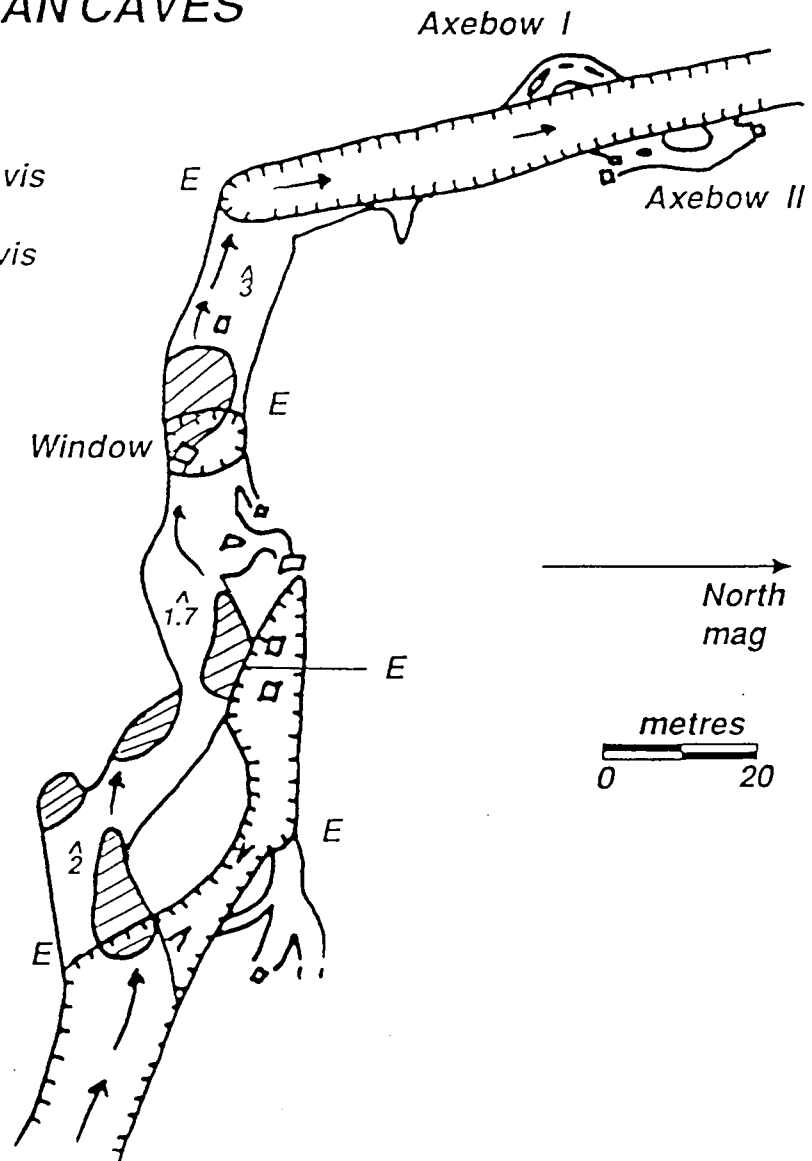 AN CAVES
Axebow I
vis
E
Axebow II
vis
3
E
Window
North
mag
1.7
E
metres
0 20
E
2
E